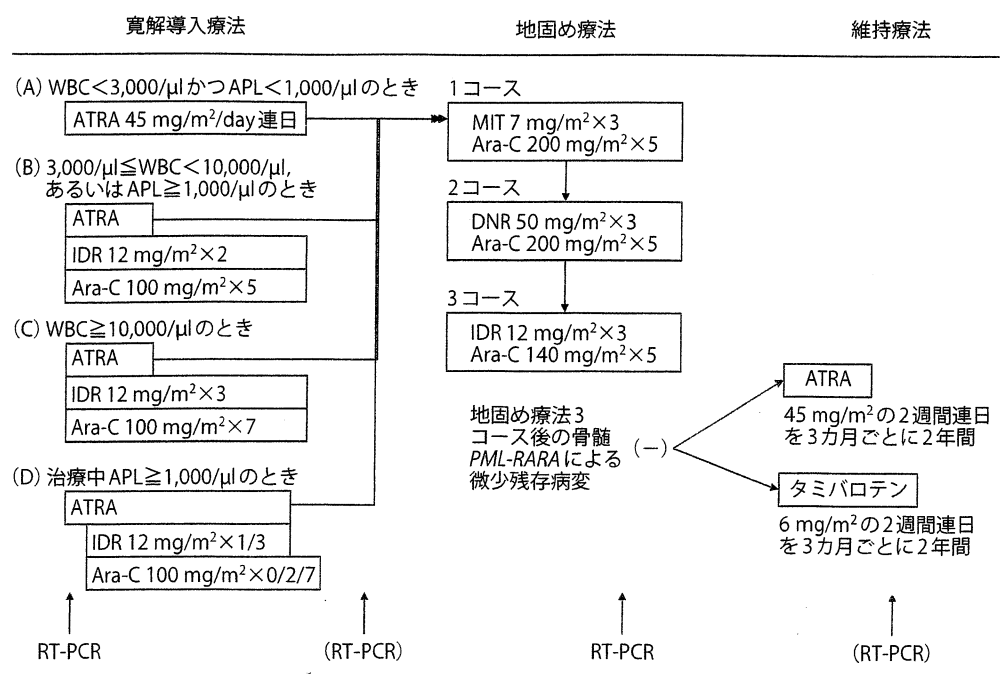 寛解導入療法
地固め療法
維持療法
(A) WBC<3,000/μlかつAPL<1,000/μlのとき
ATRA 45 mg/m²/day連日
(B) 3,000/μl≦WBC<10,000/μl,
あるいはAPL≧1,000/μlのとき
ATRA
IDR 12 mg/m²×2
Ara-C 100 mg/m²×5
(C) WBC≧10,000/μlのとき
ATRA
IDR 12 mg/m²×3
Ara-C 100 mg/m²×7
(D) 治療中APL≧1,000/μlのとき
ATRA
IDR 12 mg/m²×1/3
Ara-C 100 mg/m²×0/2/7
1コース
MIT 7 mg/m²×3
Ara-C 200 mg/m²×5
2コース
DNR 50 mg/m²×3
Ara-C 200 mg/m²×5
3コース
IDR 12 mg/m²×3
Ara-C 140 mg/m²×5
地固め療法3
コース後の骨髄
PML-RARAによる
微少残存病変
(−)
ATRA
45 mg/m²の2週間連日
を3カ月ごとに2年間
タミバロテン
6 mg/m²の2週間連日
を3カ月ごとに2年間
RT-PCR
(RT-PCR)
RT-PCR
(RT-PCR)